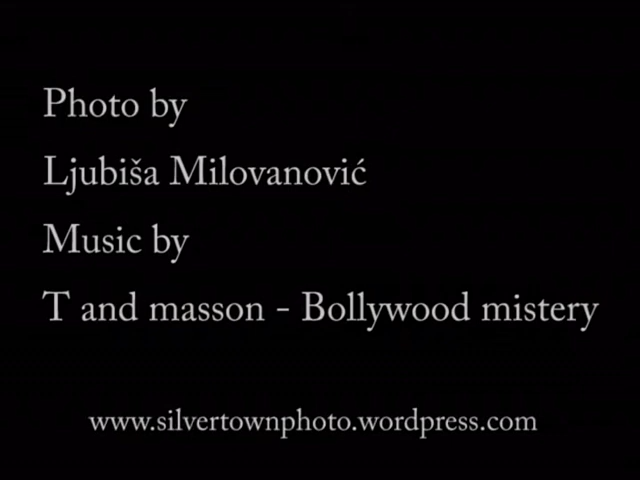 Photo by
Ljubiša Milovanović
Music by
T and masson - Bollywood mistery
www.silvertownphoto.wordpress.com